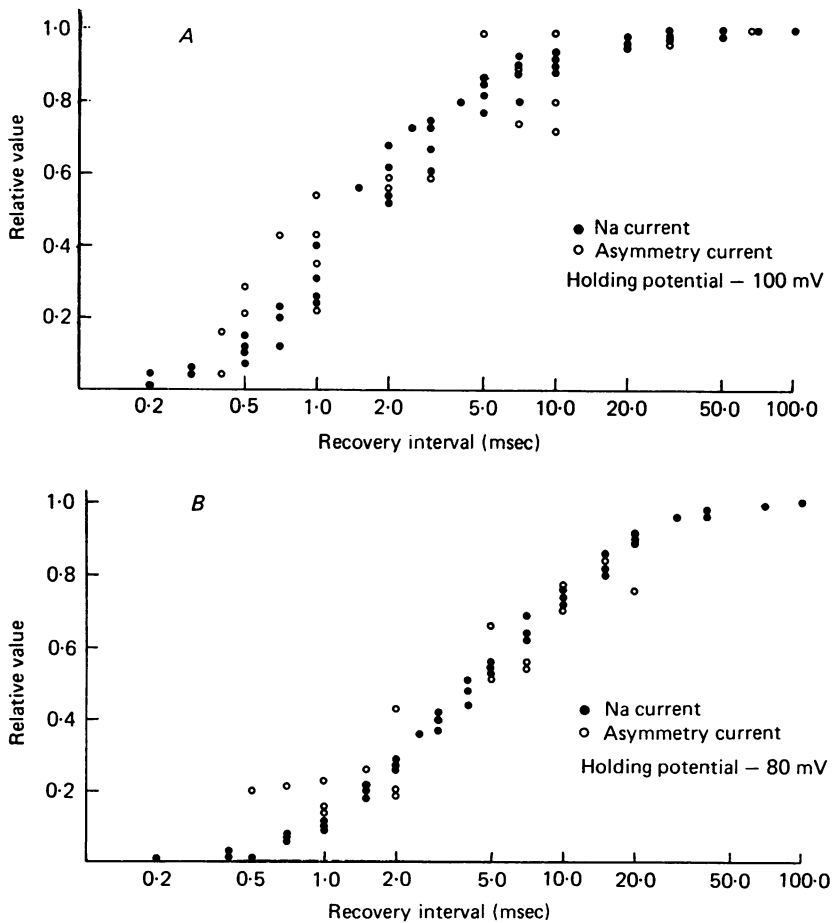 A
1·0
0·8
0·6
0·4
0·2
Relative value
Na current
Asymmetry current
Holding potential – 100 mV
0·2 0·5 1·0 2·0 5·0 10·0 20·0 50·0 100·0
Recovery interval (msec)
B
1·0
0·8
0·6
0·4
0·2
Relative value
Na current
Asymmetry current
Holding potential – 80 mV
0·2 0·5 1·0 2·0 5·0 10·0 20·0 50·0 100·0
Recovery interval (msec)